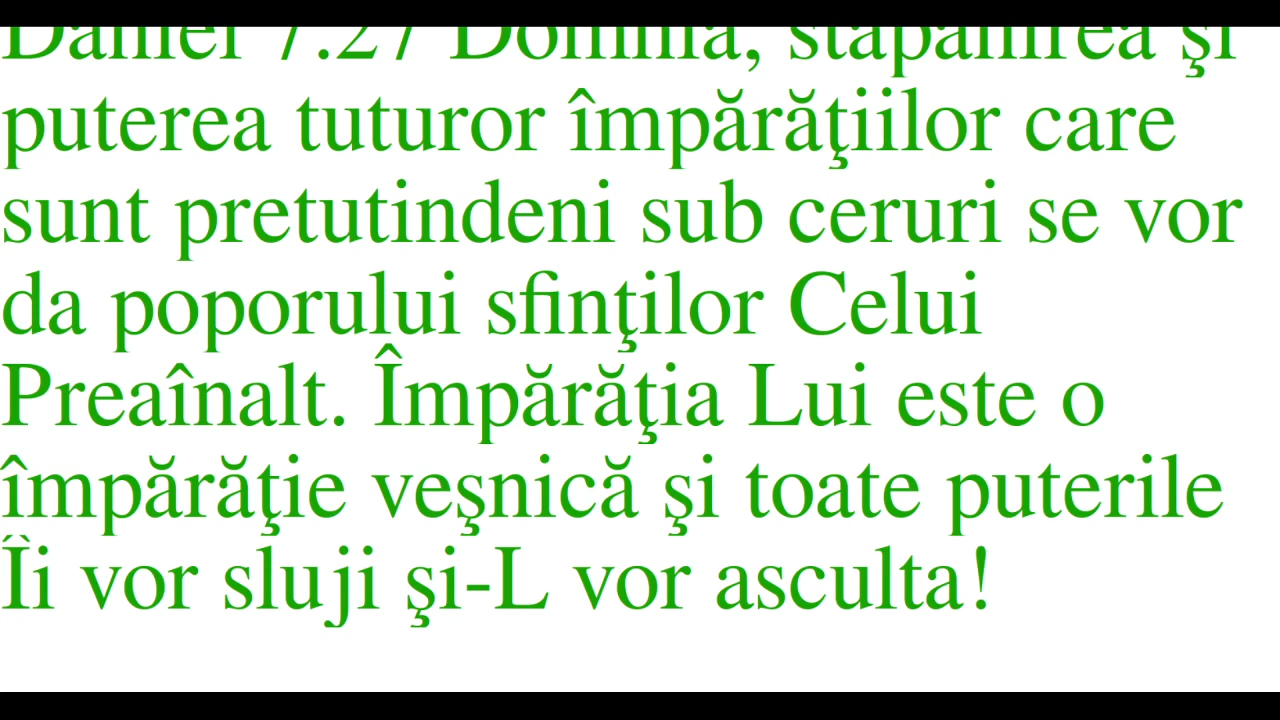 Daniel 7.27 Domnia, stăpânirea şi
puterea tuturor împărăţiilor care
sunt pretutindeni sub ceruri se vor
da poporului sfinţilor Celui
Preaînalt. Împărăţia Lui este o
împărăţie veşnică şi toate puterile
Îi vor sluji şi-L vor asculta!